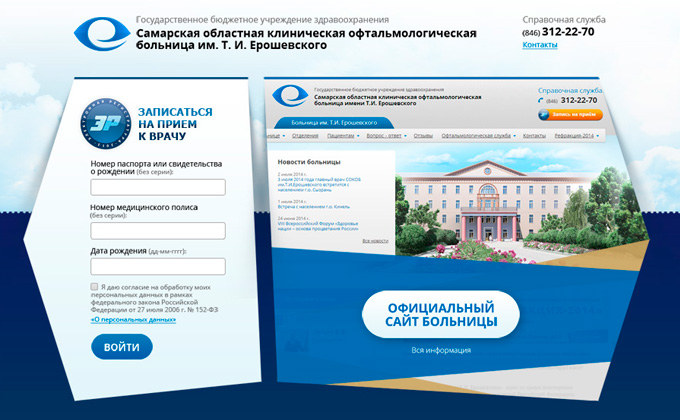 Государственное бюджетное учреждение здравоохранения
Самарская областная клиническая офтальмологическая
больница им. Т. И. Ерошевского
Справочная служба
(846) 312-22-70
Контакты
ЗР
ЗАПИСАТЬСЯ
НА ПРИЕМ
К ВРАЧУ
Номер паспорта или свидетельства
о рождении (без серии):
Номер медицинского полиса
(без серии):
Дата рождения (дд-мм-гггг):
Я даю согласие на обработку моих
персональных данных в рамках
федерального закона Российской
Федерации от 27 июля 2006 г. № 152-ФЗ
«О персональных данных»
ВОЙТИ
Государственное бюджетное учреждение здравоохранения
Самарская областная клиническая офтальмологическая
больница имени Т.И. Ерошевского
Справочная служба
(846) 312-22-70
Запись на приём
Больница им. Т.И. Ерошевского
нице Отделения Пациентам Вопрос - ответ Отзывы Офтальмологическая служба Контакты Рефракция-2014
Новости больницы
2 июля 2014 г.
3 июля 2014 года главный врач СОКОБ
им.Т.И.Ерошевского встретится с
населением г.о. Сызрань
1 июля 2014 г.
Встреча с населением г.о. Кинель
26 июня 2014 г.
VIII Всероссийский Форум «Здоровье
нации – основа процветания России»
Все новости
ОФИЦИАЛЬНЫЙ
САЙТ БОЛЬНИЦЫ
Вся информация